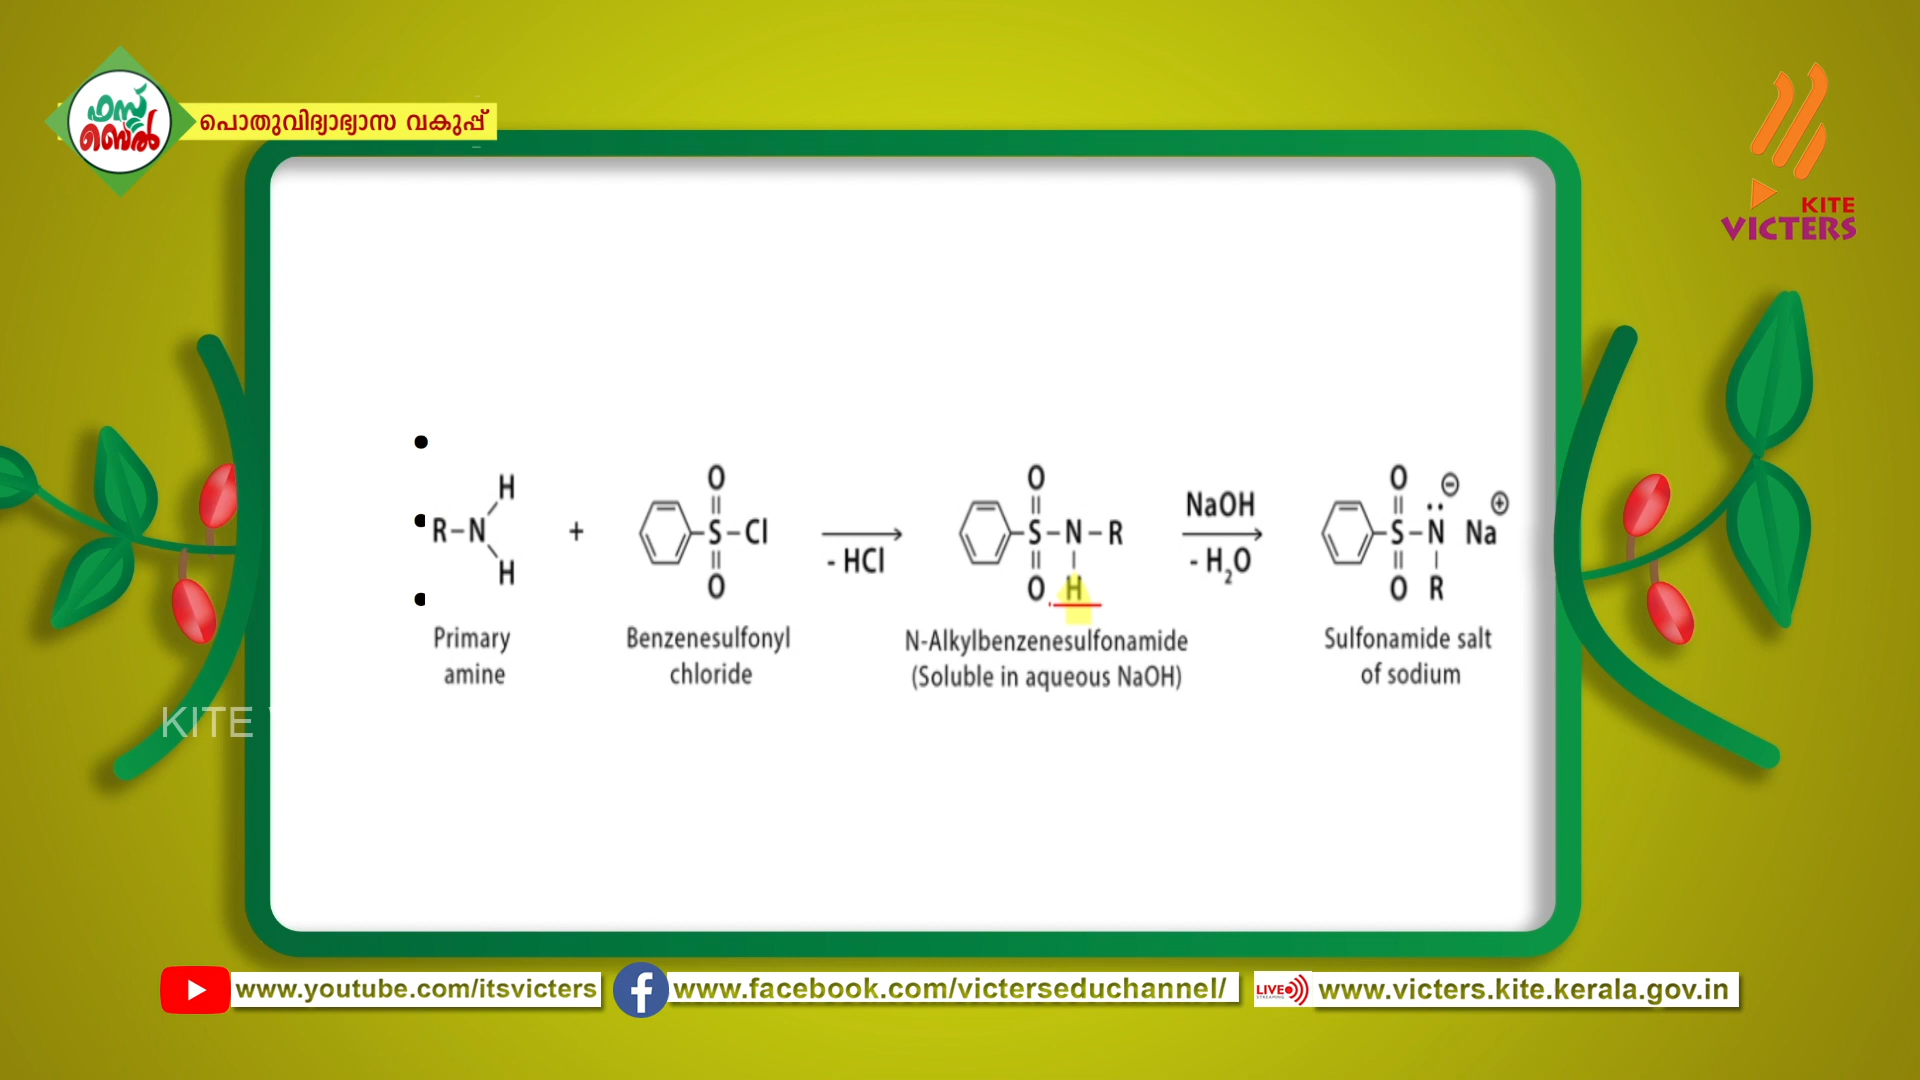 ഫസ്റ്റ്
ബെൽ
പൊതുവിദ്യാഭ്യാസ വകുപ്പ്
KITE
VICTERS
R–N
H
H
+
O
S–Cl
O
- HCl
O
S–N–R
O H
NaOH
- H₂O
O ⊖
S–N Na ⊕
O R
Primary
amine
Benzenesulfonyl
chloride
N-Alkylbenzenesulfonamide
(Soluble in aqueous NaOH)
Sulfonamide salt
of sodium
KITE
www.youtube.com/itsvicters
www.facebook.com/victerseduchannel/
LIVE
STREAMING
www.victers.kite.kerala.gov.in